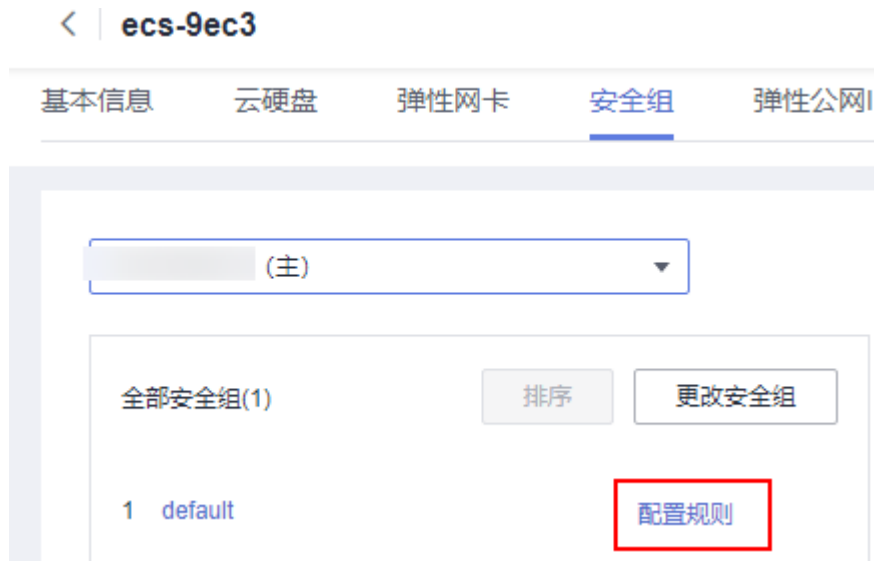 ecs-9ec3
基本信息 云硬盘 弹性网卡 安全组 弹性公网I
(主)
全部安全组(1) 排序 更改安全组
1 default 配置规则